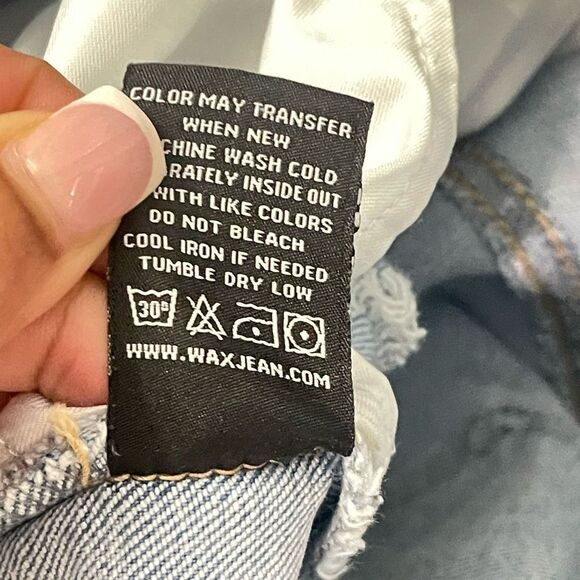 COLOR MAY TRANSFER
WHEN NEW
CHINE WASH COLD
RATELY INSIDE OUT
WITH LIKE COLORS
DO NOT BLEACH
COOL IRON IF NEEDED
TUMBLE DRY LOW
30°
WWW.WAXJEAN.COM